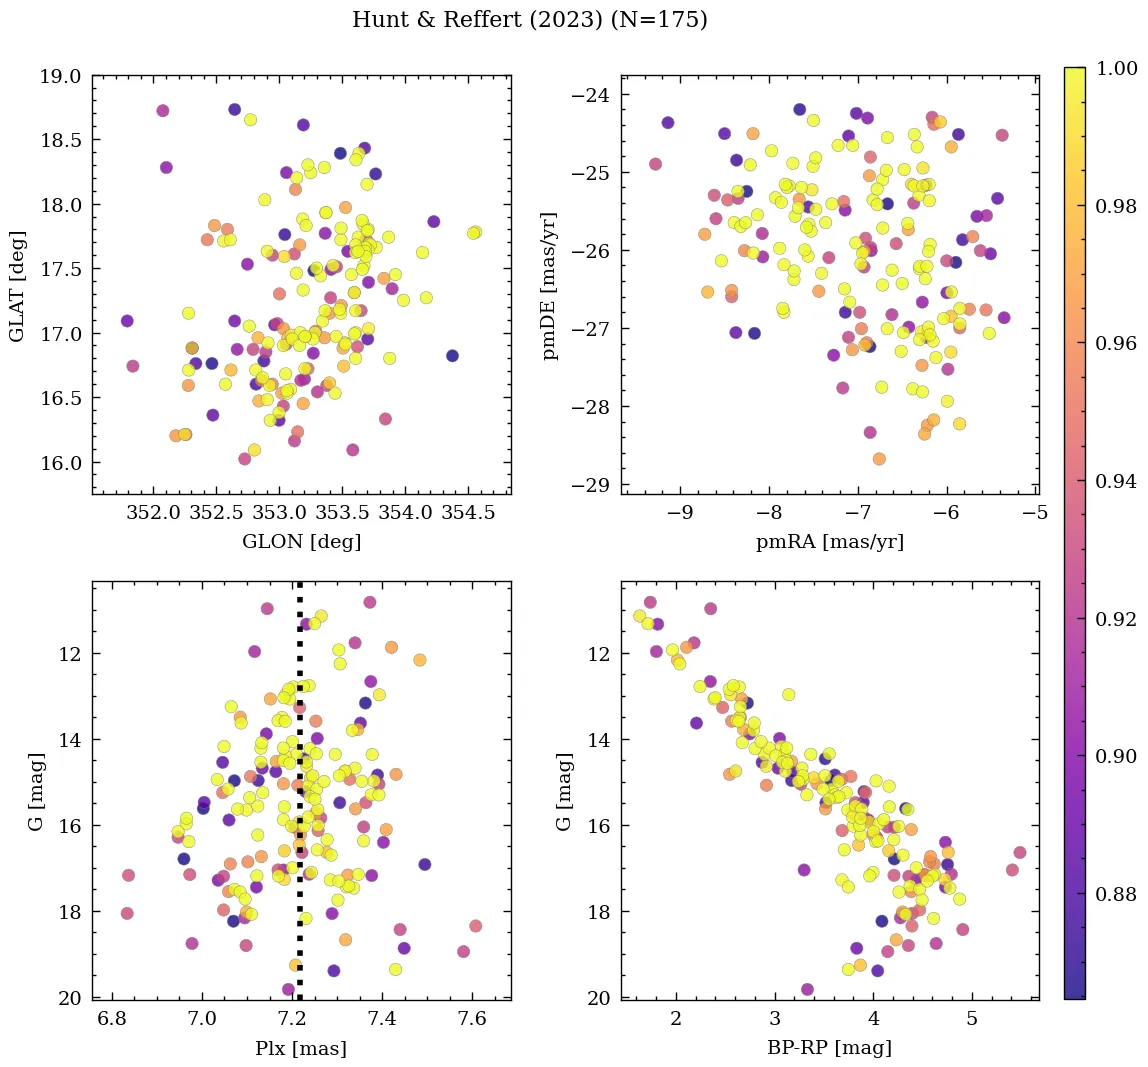 Hunt & Reffert (2023) (N=175)
19.0
18.5
18.0
17.5
17.0
16.5
16.0
GLAT [deg]
352.0 352.5 353.0 353.5 354.0 354.5
GLON [deg]
−24
−25
−26
−27
−28
−29
pmDE [mas/yr]
−9 −8 −7 −6 −5
pmRA [mas/yr]
12
14
16
18
20
G [mag]
6.8 7.0 7.2 7.4 7.6
Plx [mas]
12
14
16
18
20
G [mag]
2 3 4 5
BP-RP [mag]
1.00
0.98
0.96
0.94
0.92
0.90
0.88